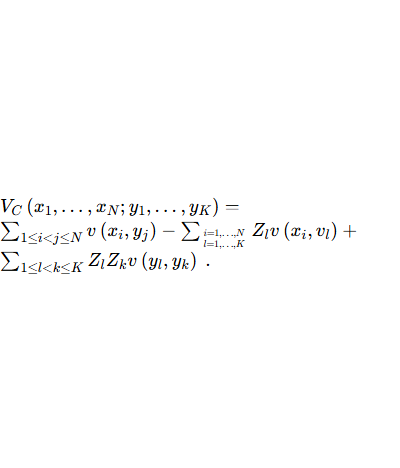 V_C (x_1, …, x_N; y_1, …, y_K) =
∑_{1≤i<j≤N} v (x_i, y_j) − ∑_{i=1,…,N l=1,…,K} Z_l v (x_i, v_l) +
∑_{1≤l<k≤K} Z_l Z_k v (y_l, y_k) .